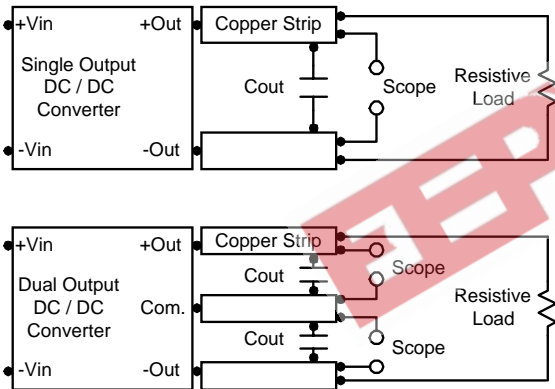 +Vin +Out Copper Strip
Single Output
DC / DC
Converter
Cout
Scope
Resistive
Load
-Vin -Out
+Vin +Out Copper Strip
Cout
Scope
Dual Output
DC / DC
Converter
Com.
Resistive
Load
Cout
Scope
-Vin -Out